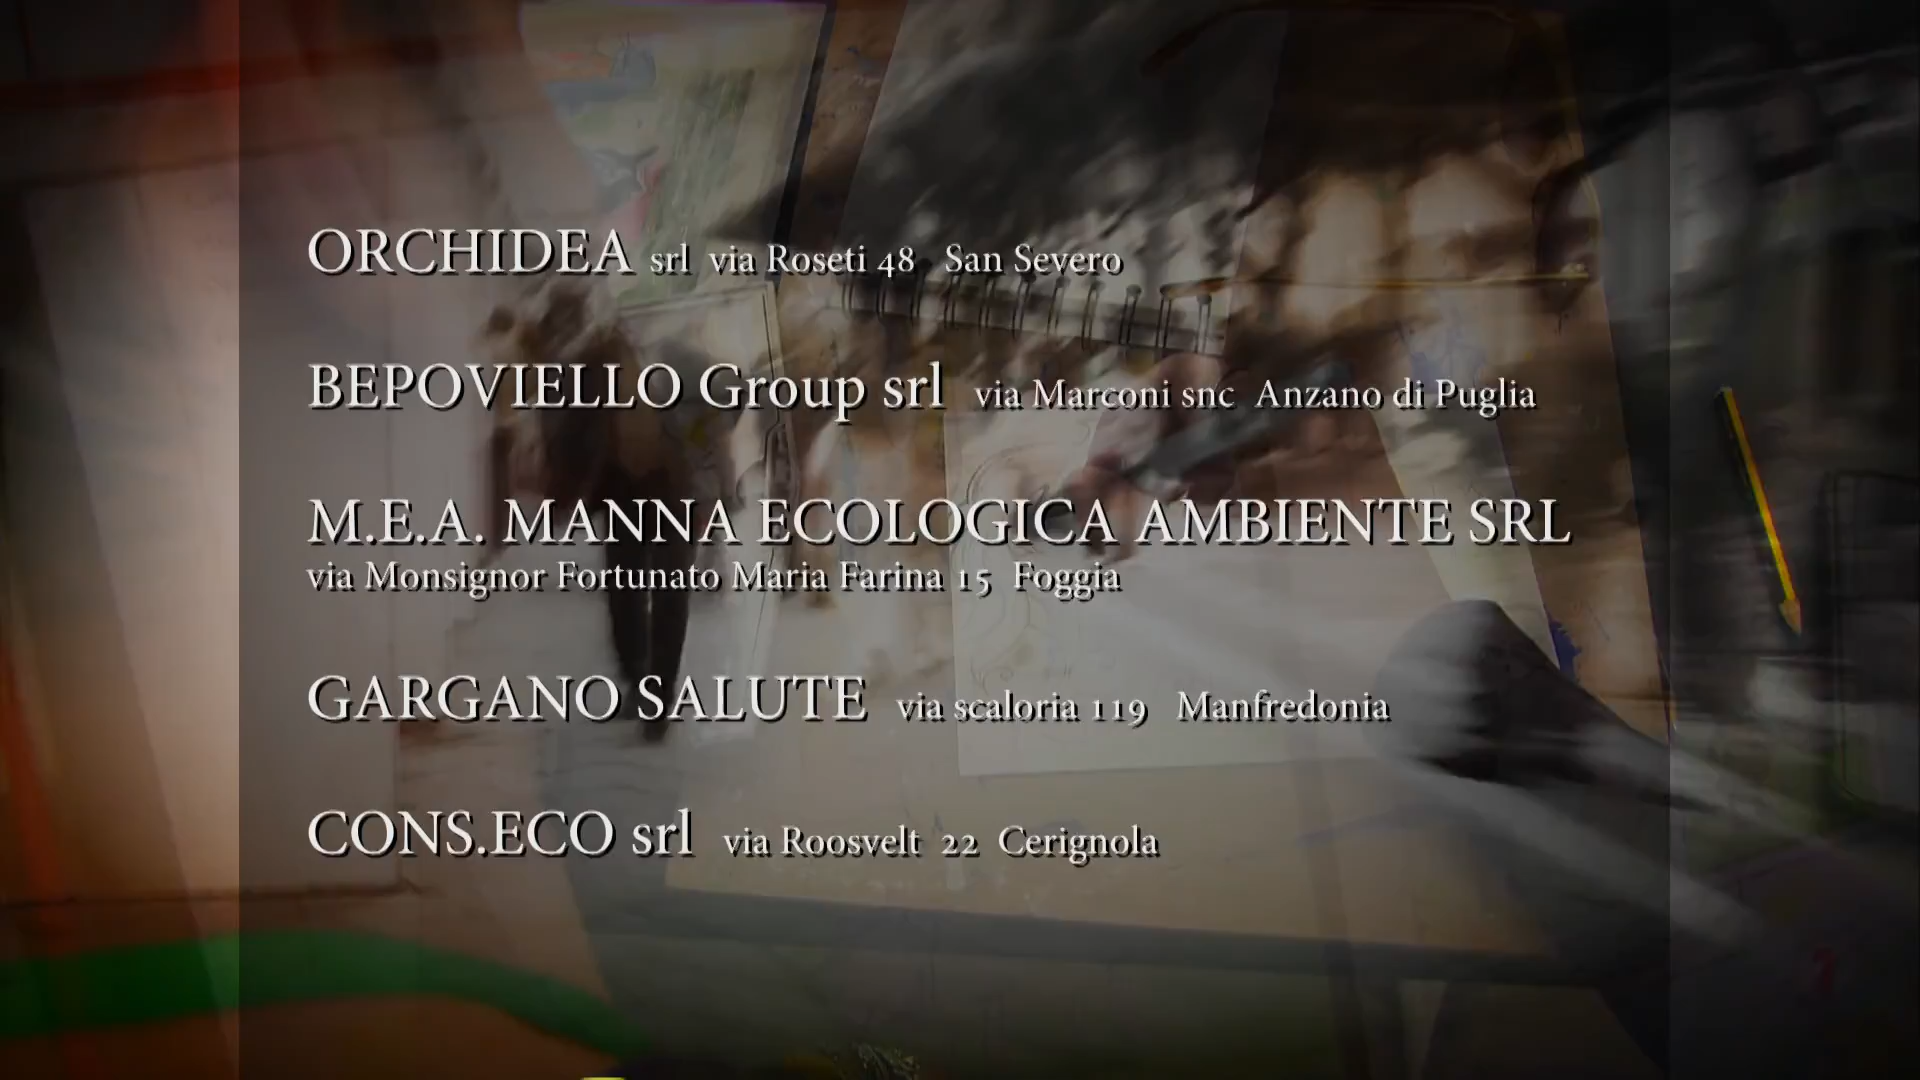 ORCHIDEA srl via Roseti 48 San Severo
BEPOVIELLO Group srl via Marconi snc Anzano di Puglia
M.E.A. MANNA ECOLOGICA AMBIENTE SRL
via Monsignor Fortunato Maria Farina 15 Foggia
GARGANO SALUTE via scaloria 119 Manfredonia
CONS.ECO srl via Roosvelt 22 Cerignola